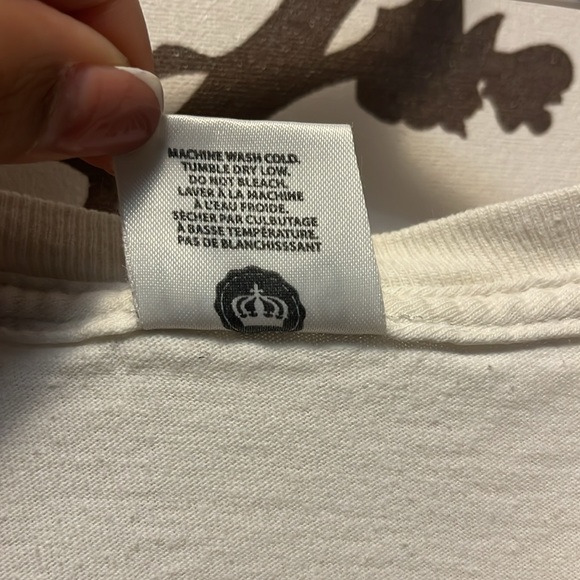 MACHINE WASH COLD.
TUMBLE DRY LOW.
DO NOT BLEACH.
LAVER À LA MACHINE
À L'EAU FROIDE.
SÉCHER PAR CULBUTAGE
À BASSE TEMPÉRATURE.
PAS DE BLANCHISSSANT